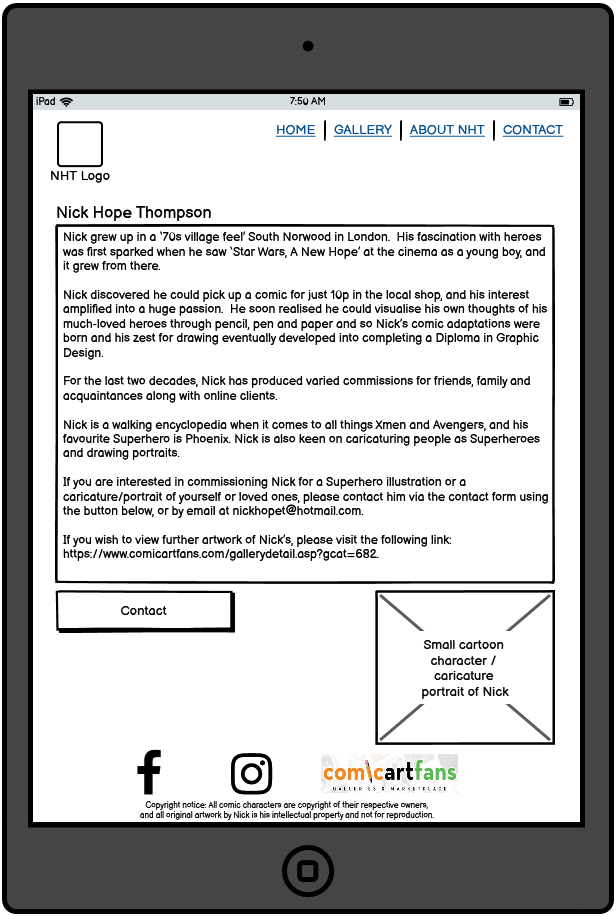 iPad 7:50 AM
HOME GALLERY ABOUT NHT CONTACT
NHT Logo
Nick Hope Thompson
Nick grew up in a ‘70s village feel’ South Norwood in London. His fascination with heroes
was first sparked when he saw ‘Star Wars, A New Hope’ at the cinema as a young boy, and
it grew from there.
Nick discovered he could pick up a comic for just 10p in the local shop, and his interest
amplified into a huge passion. He soon realised he could visualise his own thoughts of his
much-loved heroes through pencil, pen and paper and so Nick’s comic adaptations were
born and his zest for drawing eventually developed into completing a Diploma in Graphic
Design.
For the last two decades, Nick has produced varied commissions for friends, family and
acquaintances along with online clients.
Nick is a walking encyclopedia when it comes to all things Xmen and Avengers, and his
favourite Superhero is Phoenix. Nick is also keen on caricaturing people as Superheroes
and drawing portraits.
If you are interested in commissioning Nick for a Superhero illustration or a
caricature/portrait of yourself or loved ones, please contact him via the contact form using
the button below, or by email at nickhopet@hotmail.com.
If you wish to view further artwork of Nick’s, please visit the following link:
https://www.comicartfans.com/gallerydetail.asp?gcat=682.
Contact
Small cartoon
character /
caricature
portrait of Nick
comicartfans
GALLERIES & MARKETPLACE
Copyright notice: All comic characters are copyright of their respective owners,
and all original artwork by Nick is his intellectual property and not for reproduction.